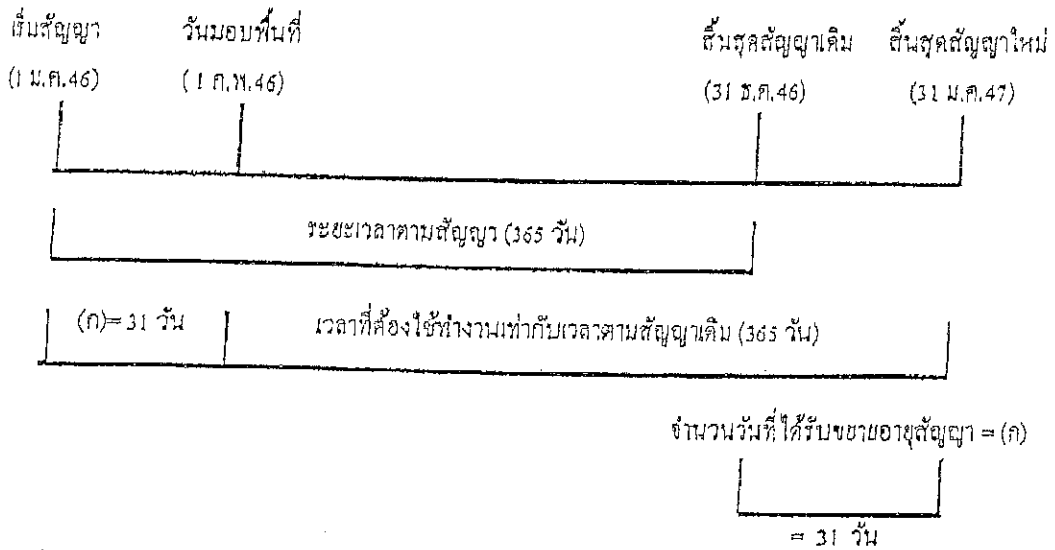 เริ่มสัญญา วันมอบพื้นที่ สิ้นสุดสัญญาเดิม สิ้นสุดสัญญาใหม่
(1 ม.ค.46) (1 ก.พ.46) (31 ธ.ค.46) (31 ม.ค.47)
ระยะเวลาตามสัญญา (365 วัน)
(ก)= 31 วัน เวลาที่ต้องใช้ทำงานเท่ากับเวลาตามสัญญาเดิม (365 วัน)
จำนวนวันที่ได้รับขยายอายุสัญญา = (ก)
= 31 วัน